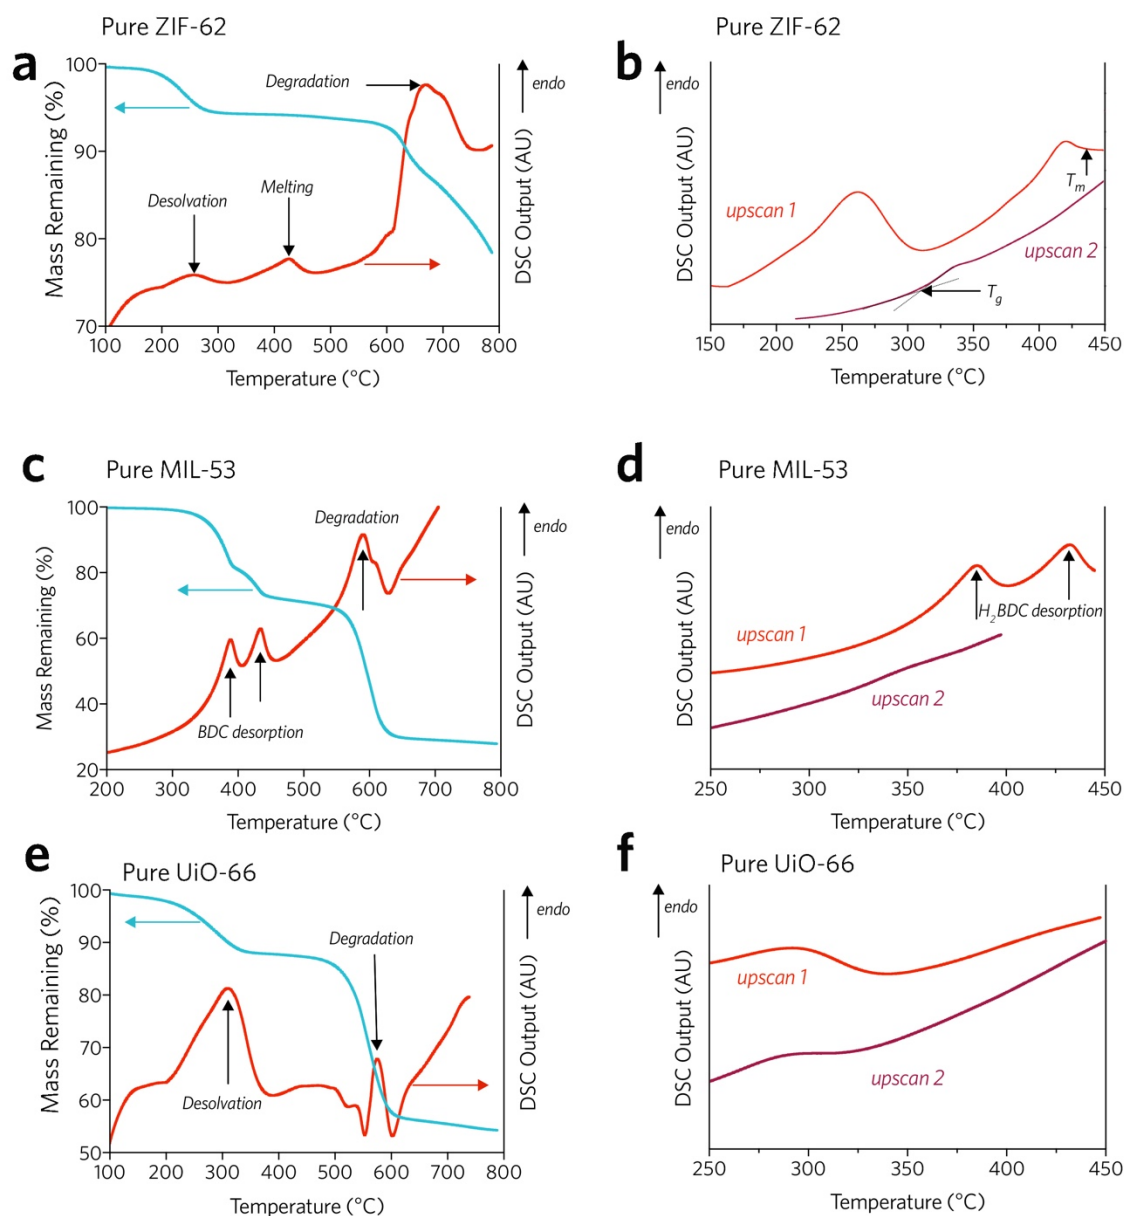 Pure ZIF-62
a
Mass Remaining (%)
100
90
80
70
Desolvation
Melting
Degradation
endo
DSC Output (AU)
100 200 300 400 500 600 700 800
Temperature (°C)
Pure ZIF-62
b
endo
DSC Output (AU)
upscan 1
upscan 2
Tm
Tg
150 200 250 300 350 400 450
Temperature (°C)
Pure MIL-53
c
Mass Remaining (%)
100
80
60
40
20
Degradation
BDC desorption
endo
DSC Output (AU)
200 300 400 500 600 700 800
Temperature (°C)
Pure MIL-53
d
endo
DSC Output (AU)
upscan 1
H2BDC desorption
upscan 2
250 300 350 400 450
Temperature (°C)
Pure UiO-66
e
Mass Remaining (%)
100
90
80
70
60
50
Degradation
Desolvation
endo
DSC Output (AU)
100 200 300 400 500 600 700 800
Temperature (°C)
Pure UiO-66
f
endo
DSC Output (AU)
upscan 1
upscan 2
250 300 350 400 450
Temperature (°C)